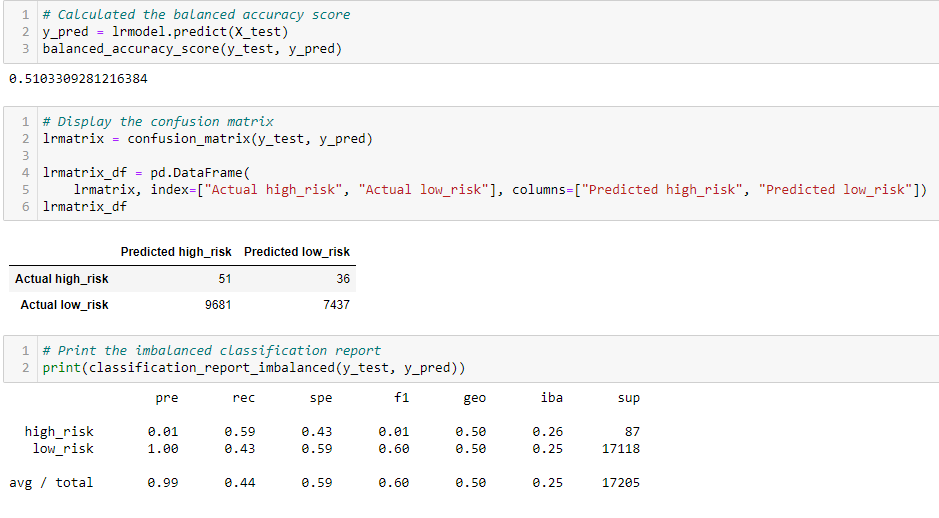 1 # Calculated the balanced accuracy score
2 y_pred = lrmodel.predict(X_test)
3 balanced_accuracy_score(y_test, y_pred)
0.5103309281216384
1 # Display the confusion matrix
2 lrmatrix = confusion_matrix(y_test, y_pred)
3
4 lrmatrix_df = pd.DataFrame(
5     lrmatrix, index=["Actual high_risk", "Actual low_risk"], columns=["Predicted high_risk", "Predicted low_risk"])
6 lrmatrix_df
Predicted high_risk Predicted low_risk
Actual high_risk 51 36
Actual low_risk 9681 7437
1 # Print the imbalanced classification report
2 print(classification_report_imbalanced(y_test, y_pred))
pre rec spe f1 geo iba sup
high_risk 0.01 0.59 0.43 0.01 0.50 0.26 87
low_risk 1.00 0.43 0.59 0.60 0.50 0.25 17118
avg / total 0.99 0.44 0.59 0.60 0.50 0.25 17205